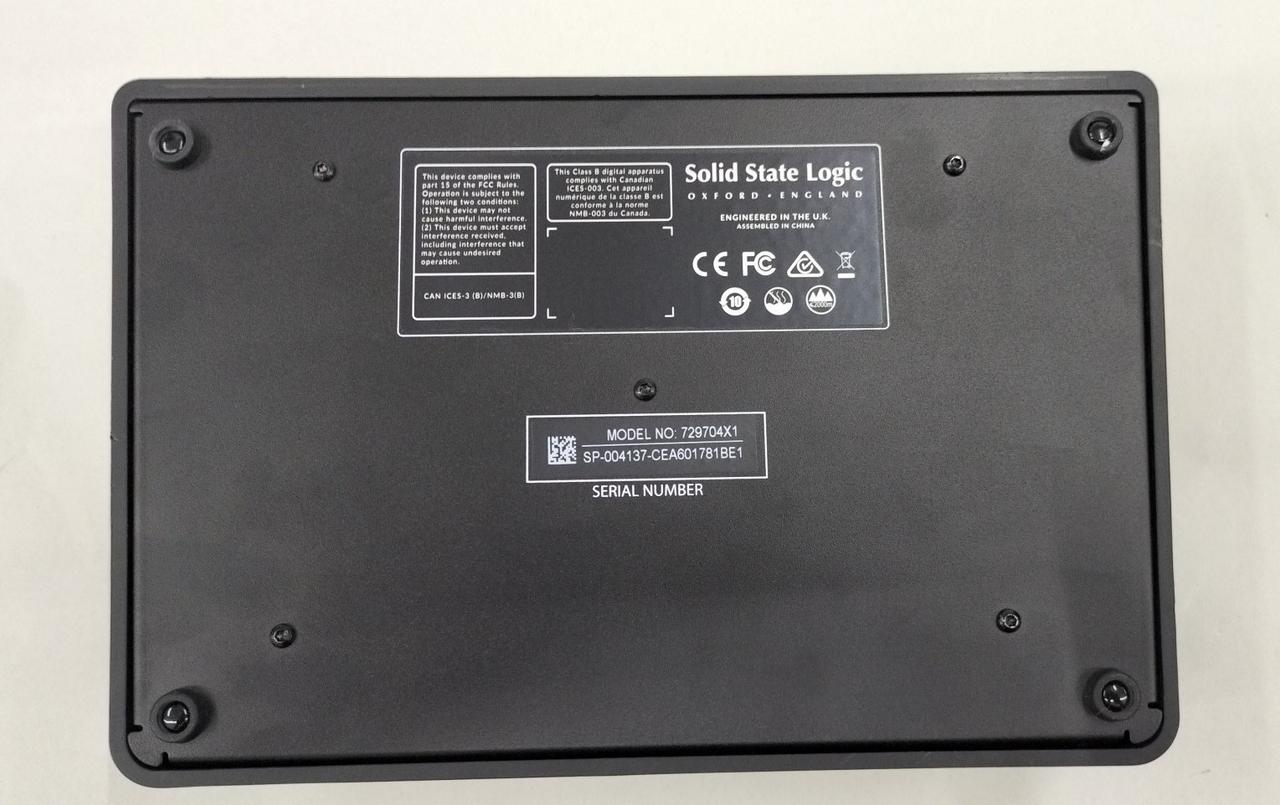 This device complies with
part 15 of the FCC Rules.
Operation is subject to the
following two conditions:
(1) This device may not
cause harmful interference.
(2) This device must accept
interference received,
including interference that
may cause undesired
operation.
CAN ICES-3 (B)/NMB-3(B)
This Class B digital apparatus
complies with Canadian
ICES-003. Cet appareil
numérique de la classe B est
conforme à la norme
NMB-003 du Canada.
Solid State Logic
OXFORD • ENGLAND
ENGINEERED IN THE U.K.
ASSEMBLED IN CHINA
CE FC
10
≤2000m
MODEL NO: 729704X1
SP-004137-CEA601781BE1
SERIAL NUMBER